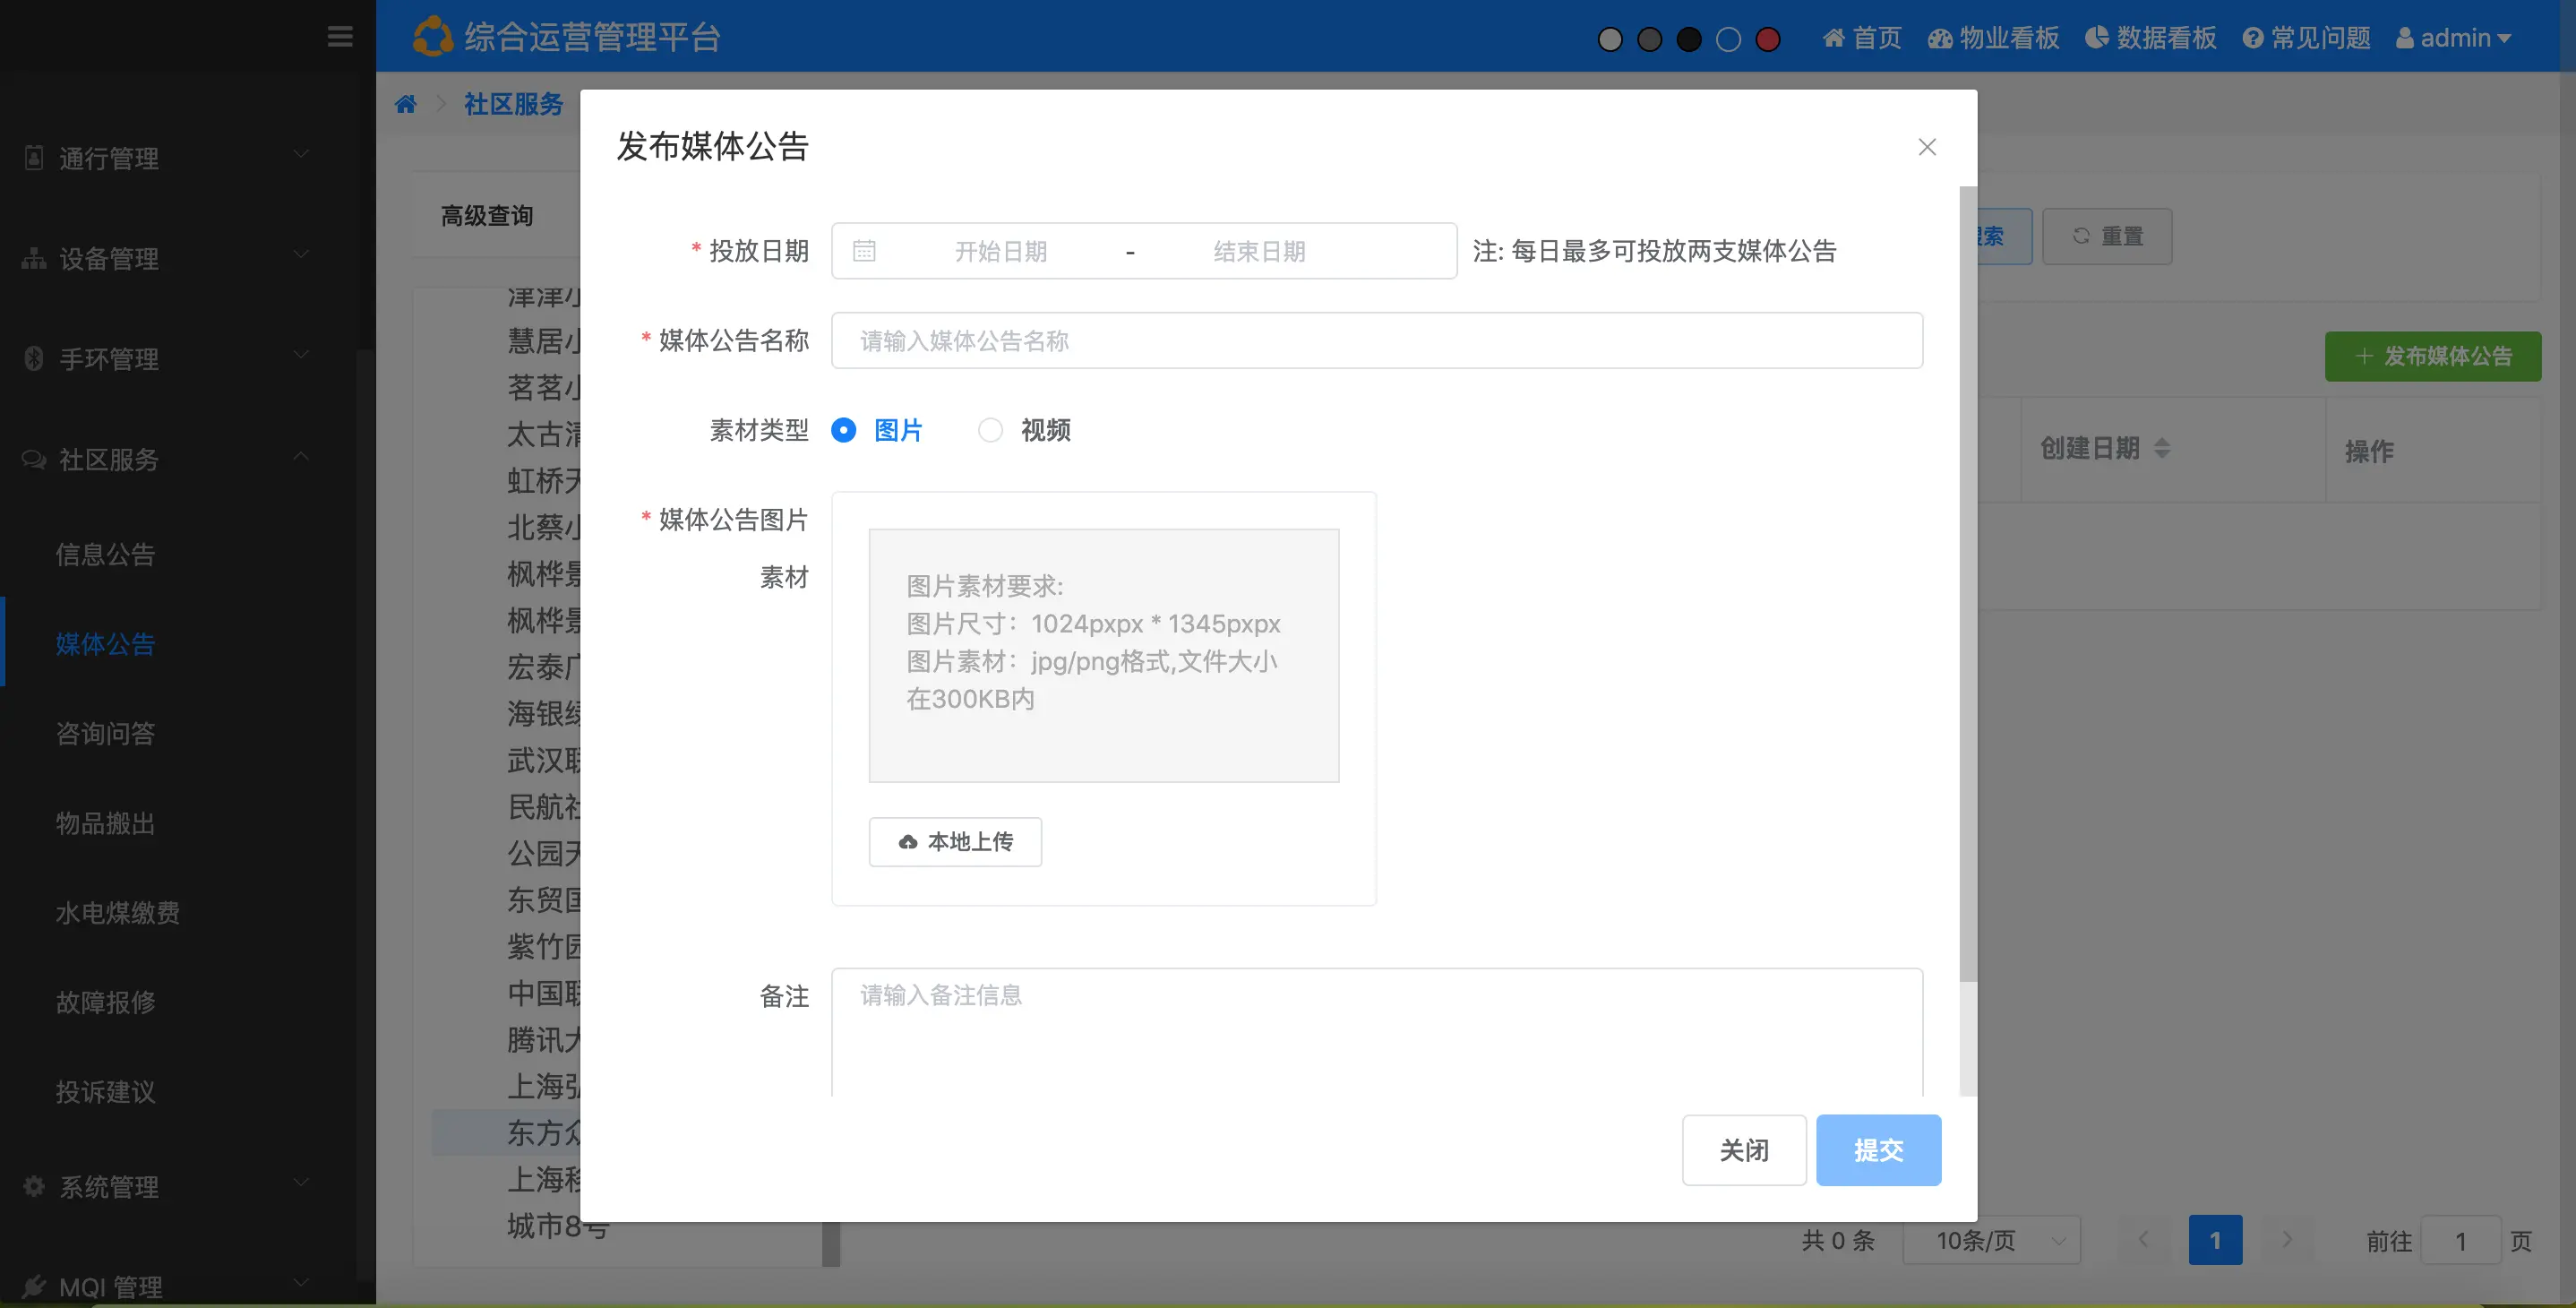 综合运营管理平台
首页
物业看板
数据看板
常见问题
admin
通行管理
设备管理
手环管理
社区服务
信息公告
媒体公告
咨询问答
物品搬出
水电煤缴费
故障报修
投诉建议
系统管理
MQI 管理
社区服务
高级查询
慧居小
茗茗小
太古
虹桥天
北蔡小
枫桦景
枫桦景
宏泰广
海银绿
武汉联
民航社
公园天
东贸国
紫竹园
中国联
腾讯大
上海弘
东方众
上海移
城市8号
发布媒体公告
* 投放日期
开始日期 - 结束日期
注: 每日最多可投放两支媒体公告
* 媒体公告名称
请输入媒体公告名称
素材类型
图片
视频
* 媒体公告图片
素材
图片素材要求:
图片尺寸：1024pxpx * 1345pxpx
图片素材：jpg/png格式,文件大小
在300KB内
本地上传
备注
请输入备注信息
关闭
提交
索
重置
+ 发布媒体公告
创建日期
操作
共 0 条
10条/页
1
前往 1 页